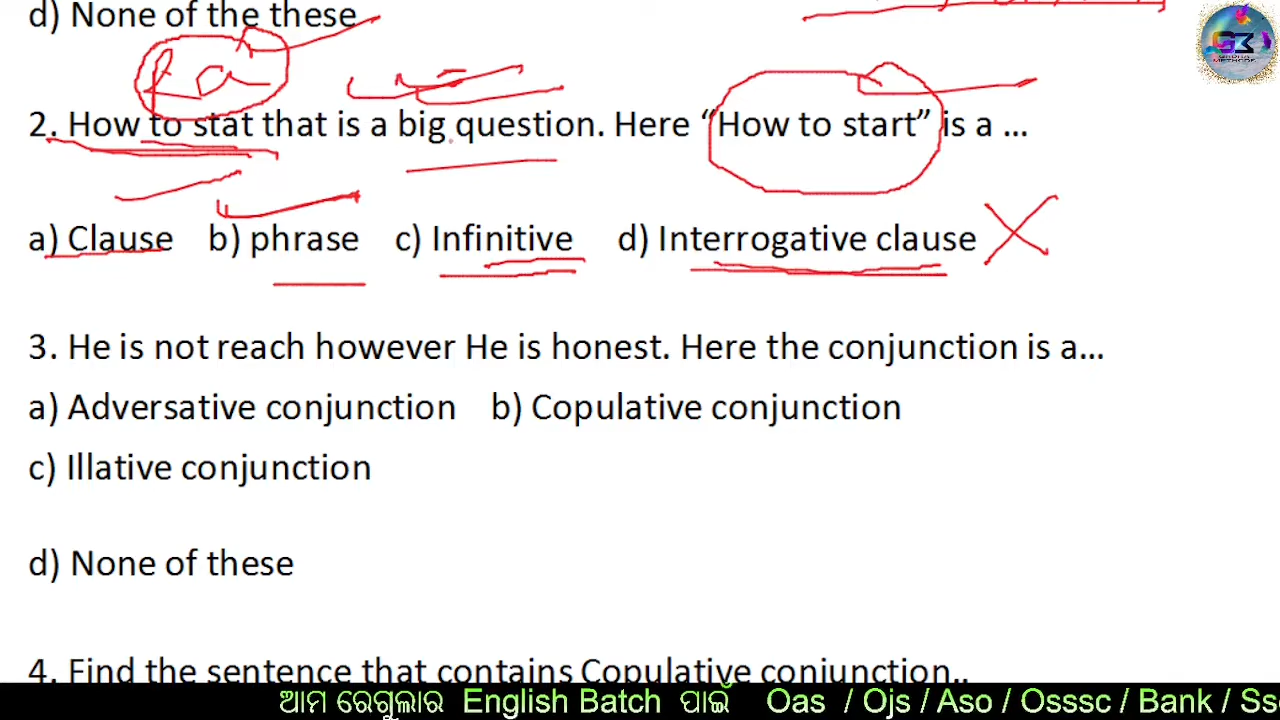 d) None of the these
2. How to stat that is a big question. Here “How to start” is a ...
a) Clause b) phrase c) Infinitive d) Interrogative clause
3. He is not reach however He is honest. Here the conjunction is a...
a) Adversative conjunction b) Copulative conjunction
c) Illative conjunction
d) None of these
4. Find the sentence that contains Copulative conjunction..
ଆମ ରେଗୁଲାର English Batch ପାଇଁ Oas / Ojs / Aso / Osssc / Bank / Ss